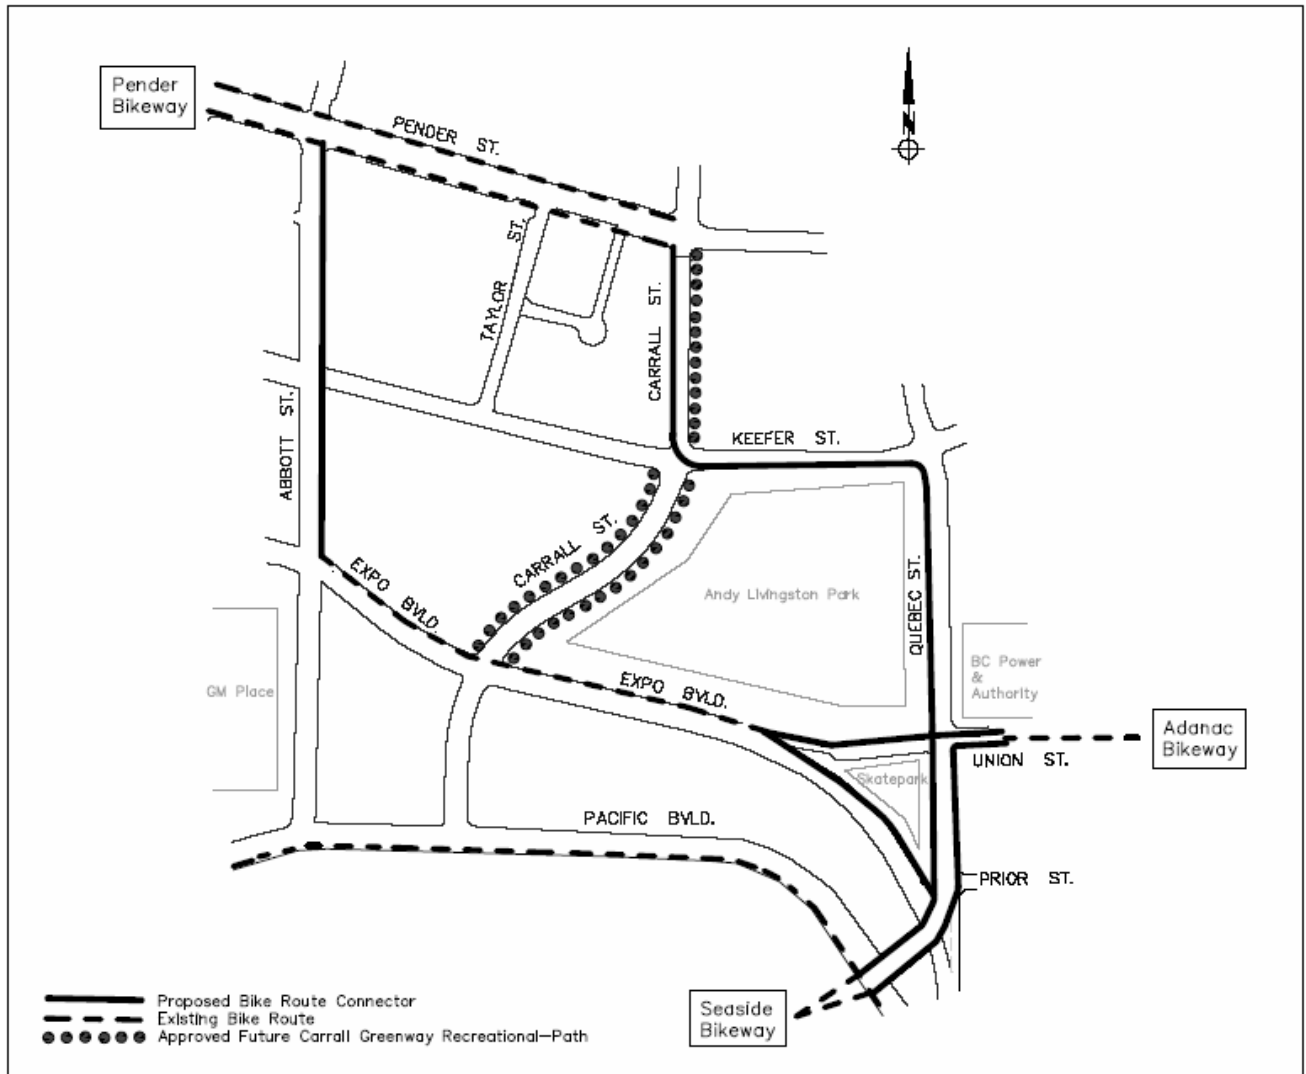 Pender
Bikeway
N
PENDER ST.
TAYLOR ST.
CARRALL ST.
KEEFER ST.
ABBOTT ST.
CARRALL ST.
EXPO BVLD.
QUEBEC ST.
Andy Livingston Park
BC Power
&
Authority
GM Place
EXPO BVLD.
Adanac
Bikeway
UNION ST.
Skatepark
PACIFIC BVLD.
PRIOR ST.
Seaside
Bikeway
Proposed Bike Route Connector
Existing Bike Route
Approved Future Carrall Greenway Recreational-Path